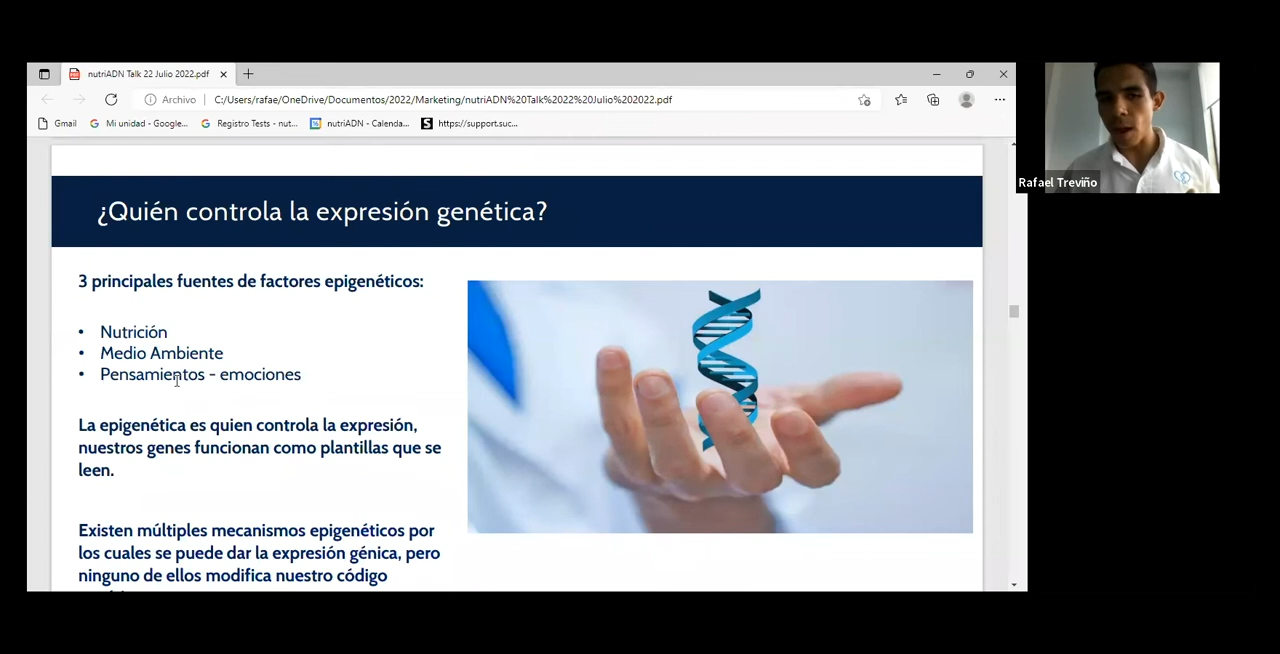 nutriADN Talk 22 Julio 2022.pdf
Archivo
C:/Users/rafae/OneDrive/Documentos/2022/Marketing/nutriADN%20Talk%2022%20Julio%202022.pdf
Gmail
Mi unidad - Google...
Registro Tests - nut...
nutriADN - Calenda...
https://support.suc...
Rafael Treviño
¿Quién controla la expresión genética?
3 principales fuentes de factores epigenéticos:
• Nutrición
• Medio Ambiente
• Pensamientos - emociones
La epigenética es quien controla la expresión,
nuestros genes funcionan como plantillas que se
leen.
Existen múltiples mecanismos epigenéticos por
los cuales se puede dar la expresión génica, pero
ninguno de ellos modifica nuestro código